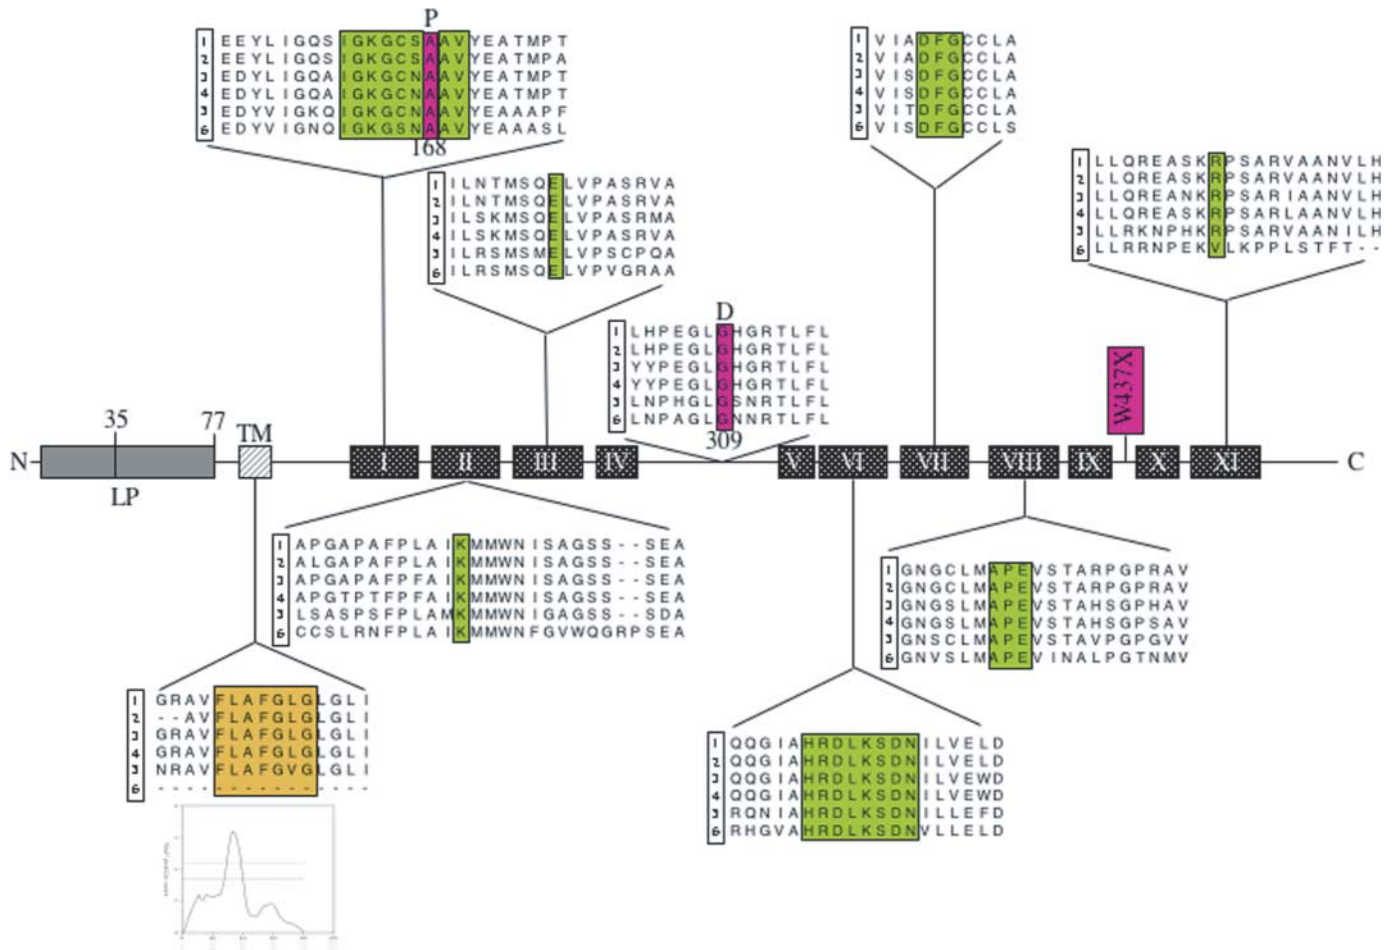 P
1 EEYLIGQSIGKGCSAAVYEATMPT
2 EEYLIGQSIGKGCSAAVYEATMPA
3 EDYLIGQAIGKGCNAAVYEATMPT
4 EDYLIGQAIGKGCNAAVYEATMPT
5 EDYVIGKQIGKGCNAAVYEAAAPF
6 EDYVIGNQIGKGSNAAVYEAAASL
168
1 VIADFGCCLA
2 VIADFGCCLA
3 VISDFGCCLA
4 VISDFGCCLA
5 VITDFGCCLA
6 VISDFGCCLS
1 ILNTMSQELVPASRVA
2 ILNTMSQELVPASRVA
3 ILSKMSQELVPASRMA
4 ILSKMSQELVPASRVA
5 ILRSMSMELVPSCPQA
6 ILRSMSQELVPVGRAA
1 LLQREASKRPSARVAANVLH
2 LLQREASKRPSARVAANVLH
3 LLQREANKRPSARIAANVLH
4 LLQREASKRPSARLAANVLH
5 LLRKNPHKRPSARVAANILH
6 LLRRNPEKVLKPPLSTFT--
D
1 LHPEGLGHGRTLFL
2 LHPEGLGHGRTLFL
3 YYPEGLGHGRTLFL
4 YYPEGLGHGRTLFL
5 LNPHGLGSNRTLFL
6 LNPAGLGNNRTLFL
309
W437X
35 77 TM
N I II III IV V VI VII VIII IX X XI C
LP
1 APGAPAFPLAIKMMWNISAGSS--SEA
2 ALGAPAFPLAIKMMWNISAGSS--SEA
3 APGAPAFPFAIKMMWNISAGSS--SEA
4 APGTPTFPFAIKMMWNISAGSS--SEA
5 LSASPSFPLAMKMMWNIGAGSS--SDA
6 CCSLRNFPLAIKMMWNFGVWQGRPSEA
1 GNGCLMAPEVSTARPGPRAV
2 GNGCLMAPEVSTARPGPRAV
3 GNGSLMAPEVSTAHSGPHAV
4 GNGSLMAPEVSTAHSGPSAV
5 GNSCLMAPEVSTAVPGPGVV
6 GNVSLMAPEVINALPGTNMV
1 GRAVFLAFGLGLGLI
2 --AVFLAFGLGLGLI
3 GRAVFLAFGLGLGLI
4 GRAVFLAFGLGLGLI
5 NRAVFLAFGVGLGLI
6 ---------------
1 QQGIAHRDLKSDNILVELD
2 QQGIAHRDLKSDNILVELD
3 QQGIAHRDLKSDNILVEWD
4 QQGIAHRDLKSDNILVEWD
5 RQNIAHRDLKSDNILLEFD
6 RHGVAHRDLKSDNVLLELD